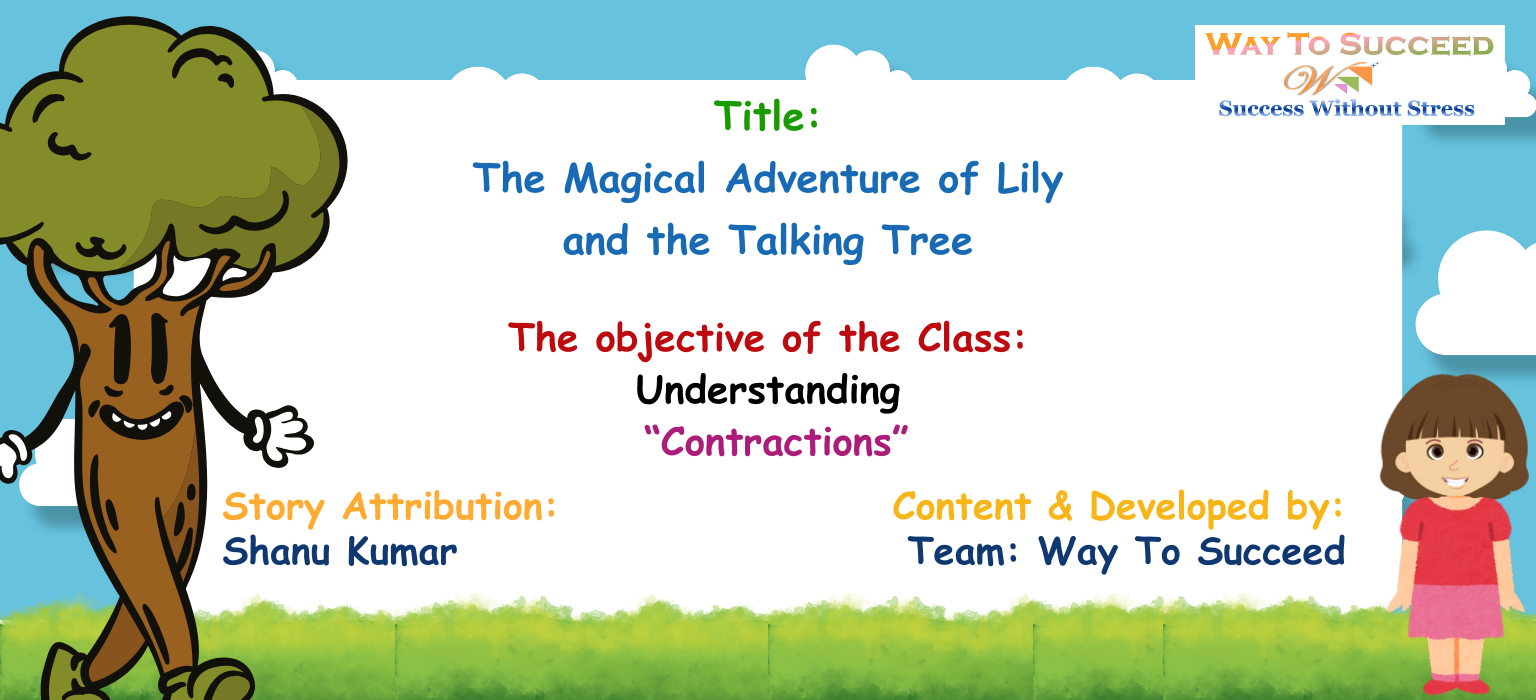 WAY TO SUCCEED
SUCCESS WITHOUT STRESS
Title:
The Magical Adventure of Lily
and the Talking Tree
The objective of the Class:
Understanding
“Contractions”
Story Attribution:
Shanu Kumar
Content & Developed by:
Team: Way To Succeed